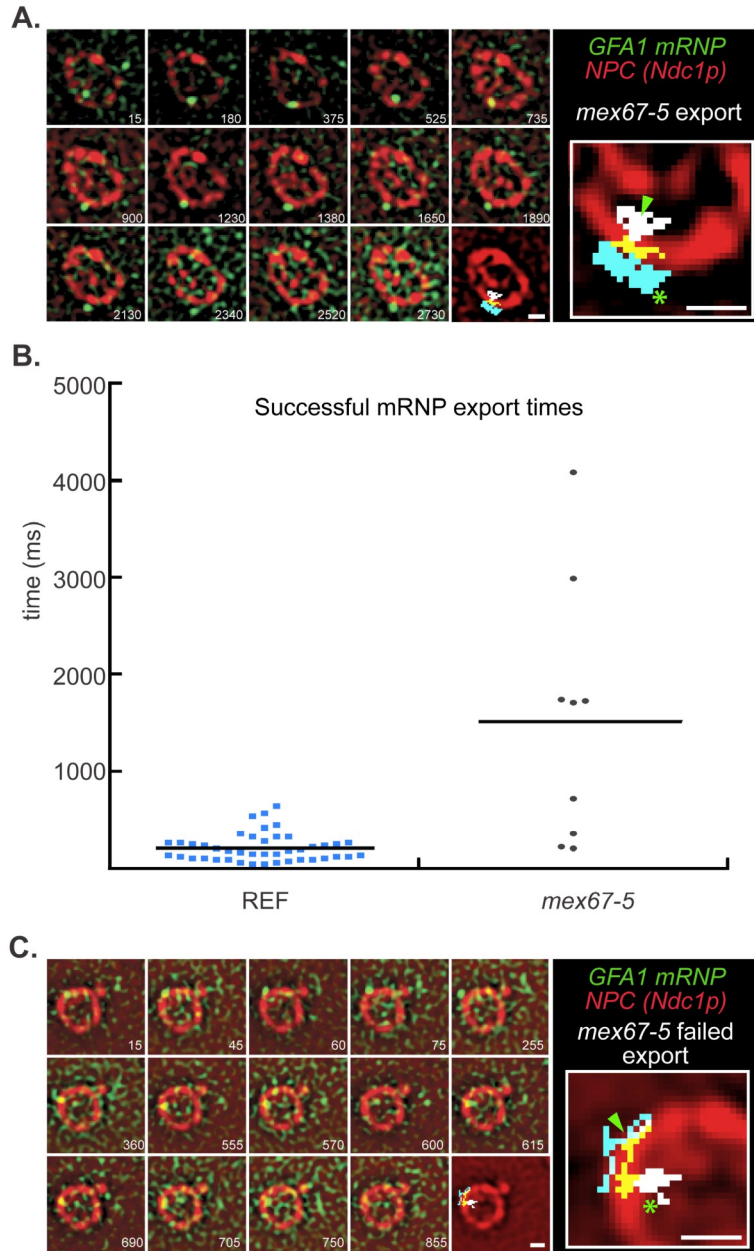 A.
15
180
375
525
735
900
1230
1380
1650
1890
2130
2340
2520
2730
GFA1 mRNP
NPC (Ndc1p)
mex67-5 export
*
B.
Successful mRNP export times
time (ms)
5000
4000
3000
2000
1000
REF
mex67-5
C.
15
45
60
75
255
360
555
570
600
615
690
705
750
855
GFA1 mRNP
NPC (Ndc1p)
mex67-5 failed
export
*